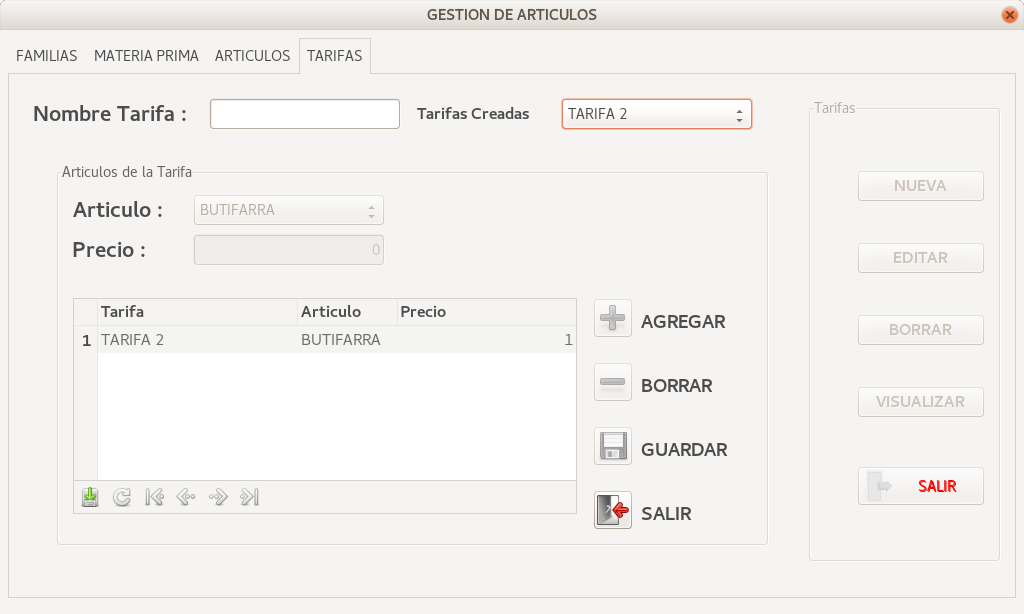 GESTION DE ARTICULOS
FAMILIAS MATERIA PRIMA ARTICULOS TARIFAS
Nombre Tarifa : Tarifas Creadas TARIFA 2
Tarifas
Articulos de la Tarifa
NUEVA
Articulo : BUTIFARRA
Precio : 0
EDITAR
Tarifa Articulo Precio
AGREGAR
BORRAR
1 TARIFA 2 BUTIFARRA 1
BORRAR
VISUALIZAR
GUARDAR
SALIR
SALIR